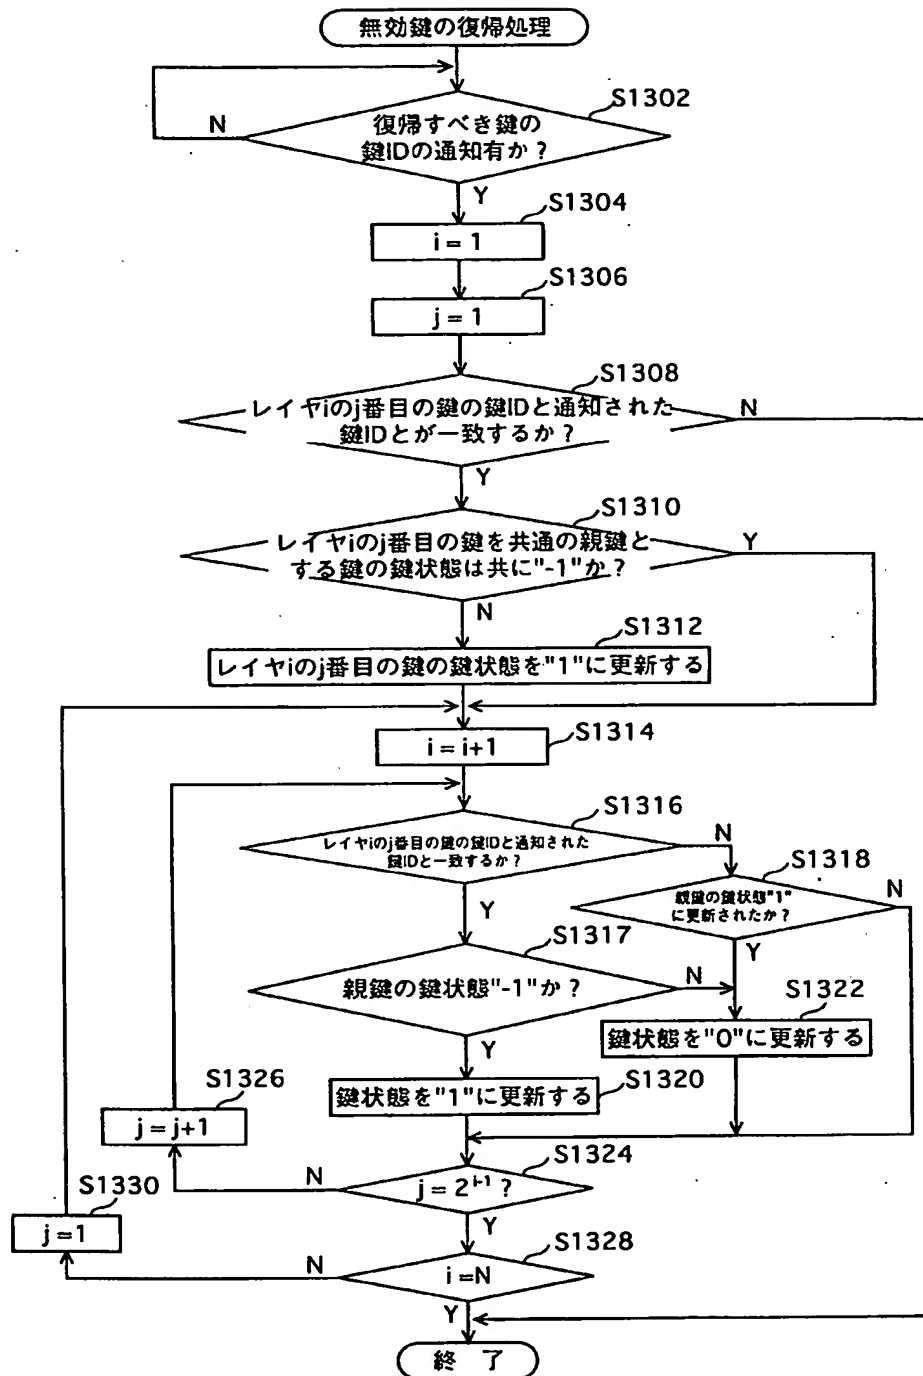 無効鍵の復帰処理
S1302
復帰すべき鍵の
鍵IDの通知有か？
N
Y
S1304
i = 1
S1306
j = 1
S1308
レイヤiのj番目の鍵の鍵IDと通知された
鍵IDとが一致するか？
N
Y
S1310
レイヤiのj番目の鍵を共通の親鍵と
する鍵の鍵状態は共に"-1"か？
Y
N
S1312
レイヤiのj番目の鍵の鍵状態を"1"に更新する
S1314
i = i+1
S1316
レイヤiのj番目の鍵の鍵IDと通知された
鍵IDと一致するか？
N
Y
S1318
親鍵の鍵状態"1"
に更新されたか？
N
Y
S1317
親鍵の鍵状態"-1"か？
N
Y
S1322
鍵状態を"0"に更新する
S1320
鍵状態を"1"に更新する
S1326
j = j+1
S1324
j = 2^{i-1} ?
N
Y
S1330
j = 1
S1328
i =N
N
Y
終 了